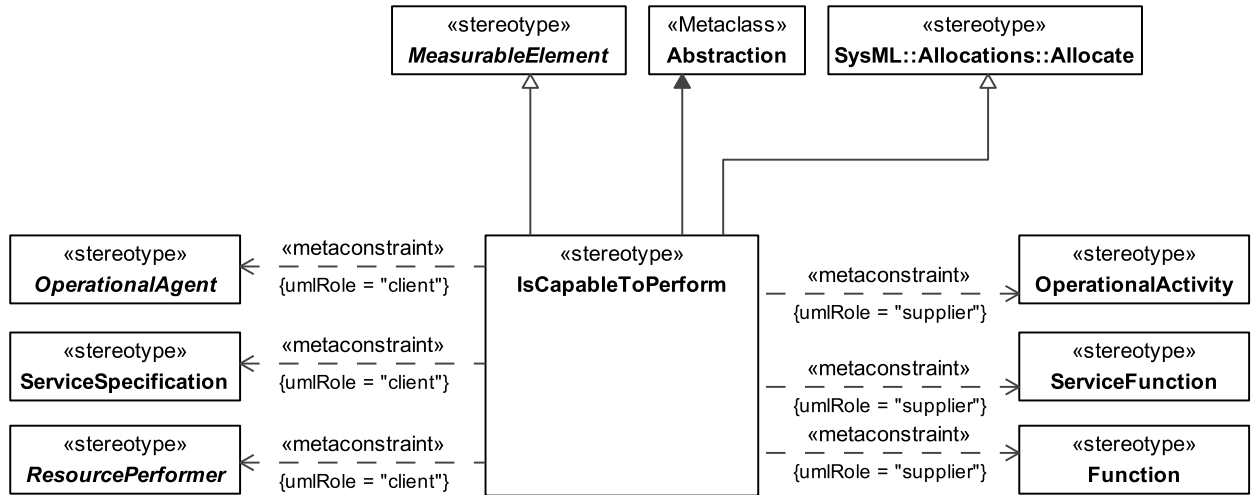 «stereotype»
MeasurableElement
«Metaclass»
Abstraction
«stereotype»
SysML::Allocations::Allocate
«stereotype»
OperationalAgent
«metaconstraint»
{umlRole = "client"}
«stereotype»
IsCapableToPerform
«metaconstraint»
{umlRole = "supplier"}
«stereotype»
OperationalActivity
«stereotype»
ServiceSpecification
«metaconstraint»
{umlRole = "client"}
«metaconstraint»
{umlRole = "supplier"}
«stereotype»
ServiceFunction
«stereotype»
ResourcePerformer
«metaconstraint»
{umlRole = "client"}
«metaconstraint»
{umlRole = "supplier"}
«stereotype»
Function